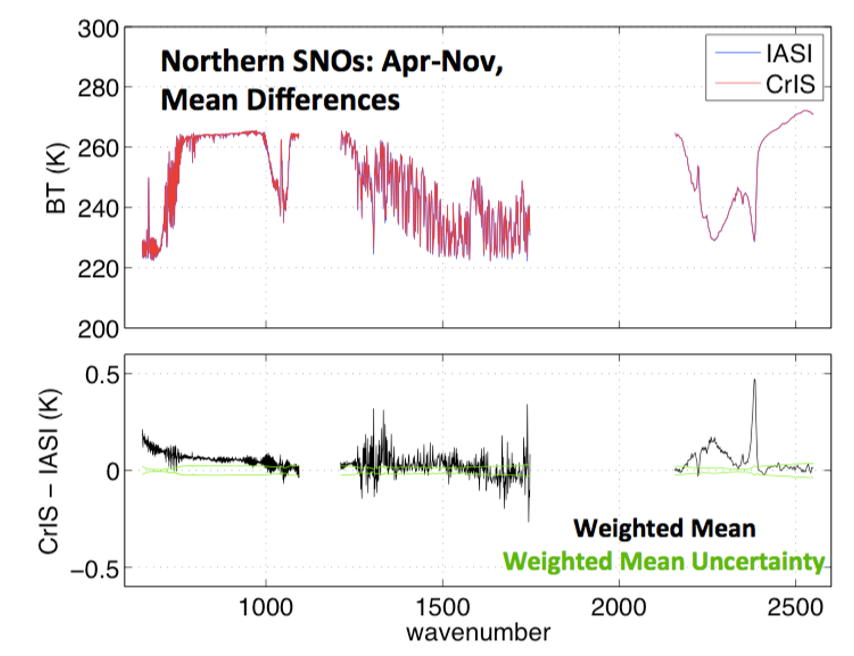 300
Northern SNOs: Apr-Nov,
Mean Differences
IASI
CrIS
280
260
240
220
200
BT (K)
0.5
0
−0.5
CrIS − IASI (K)
Weighted Mean
Weighted Mean Uncertainty
1000 1500 2000 2500
wavenumber